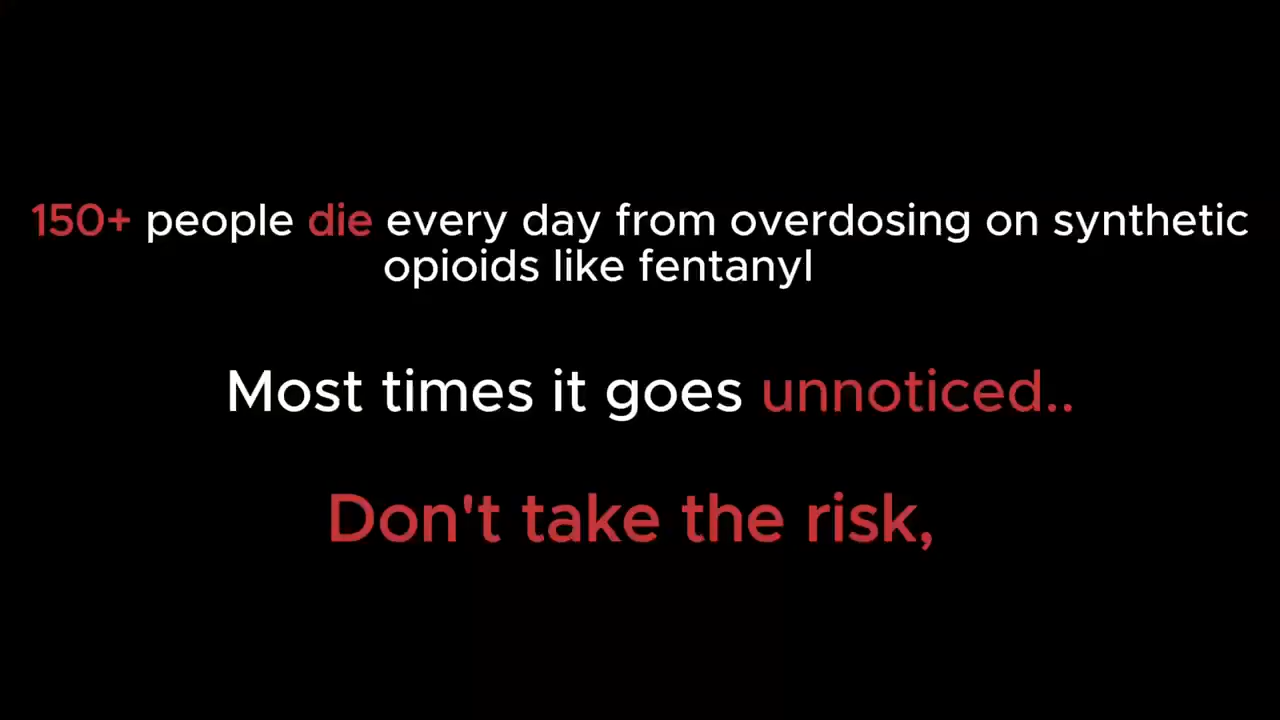 150+ people die every day from overdosing on synthetic
opioids like fentanyl
Most times it goes unnoticed..
Don't take the risk,